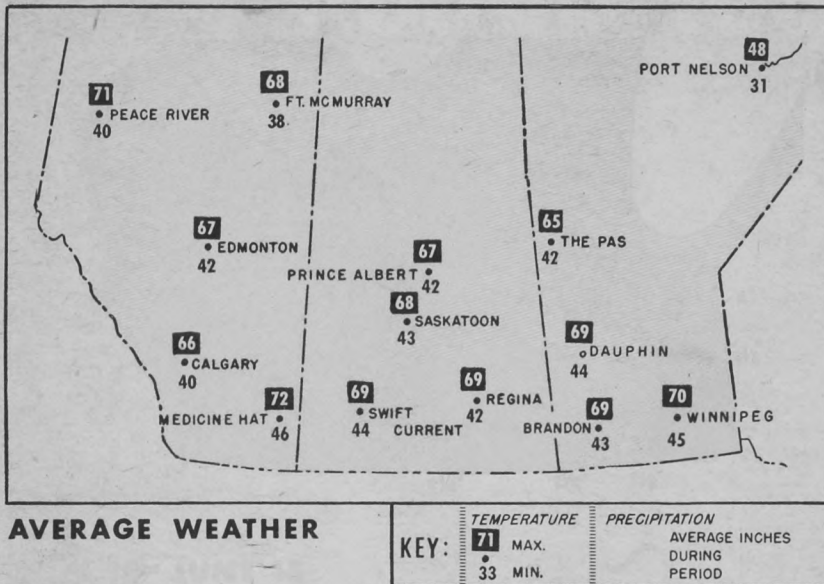 48
PORT NELSON
31
68
FT. MCMURRAY
38
71
PEACE RIVER
40
65
THE PAS
42
67
EDMONTON
42
67
PRINCE ALBERT
42
68
SASKATOON
43
69
DAUPHIN
44
66
CALGARY
40
72
MEDICINE HAT
46
69
SWIFT
44
CURRENT
69
REGINA
42
69
BRANDON
43
70
WINNIPEG
45
AVERAGE WEATHER
KEY:
TEMPERATURE
71 MAX.
33 MIN.
PRECIPITATION
AVERAGE INCHES
DURING
PERIOD